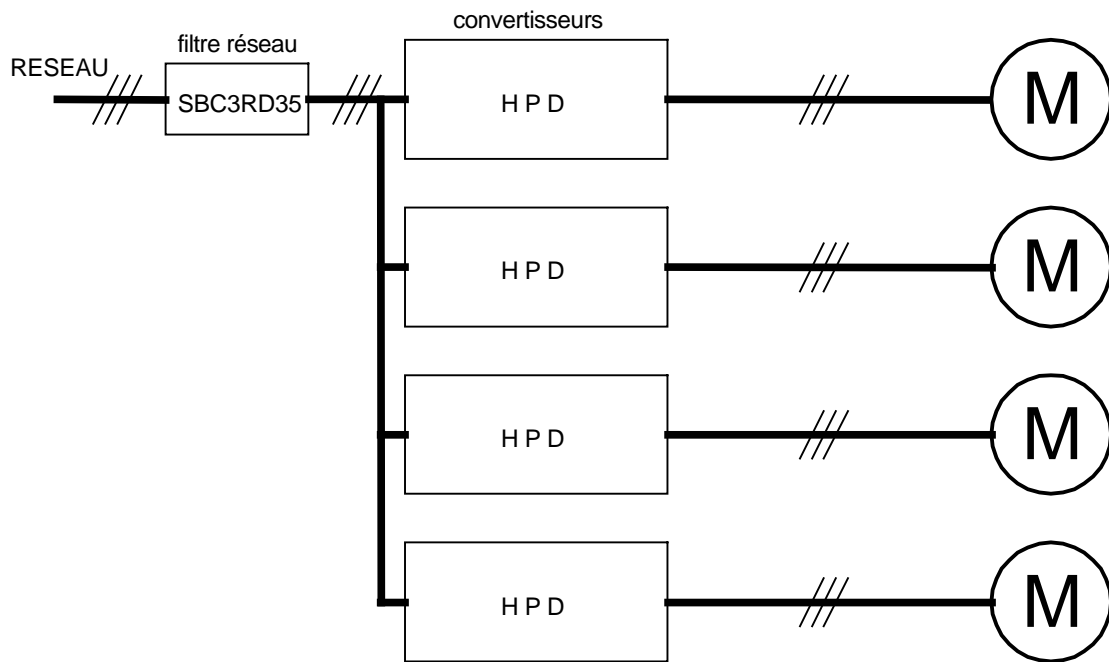 convertisseurs
filtre réseau
RESEAU
SBC3RD35
H P D
M
H P D
M
H P D
M
H P D
M